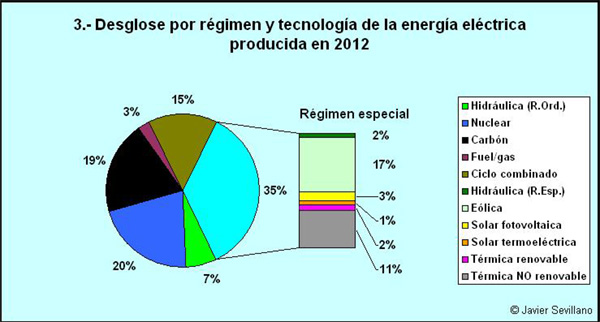 3.- Desglose por régimen y tecnología de la energía eléctrica
producida en 2012
15%
3%
19%
20%
7%
35%
Régimen especial
2%
17%
3%
1%
2%
11%
Hidráulica (R.Ord.)
Nuclear
Carbón
Fuel/gas
Ciclo combinado
Hidráulica (R.Esp.)
Eólica
Solar fotovoltaica
Solar termoeléctrica
Térmica renovable
Térmica NO renovable
© Javier Sevillano